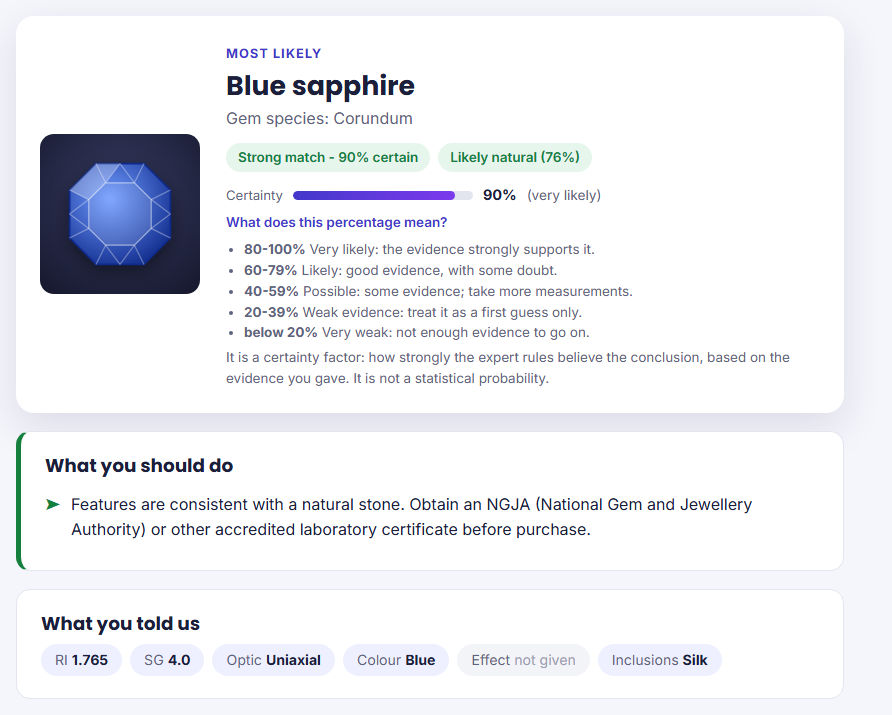 MOST LIKELY
Blue sapphire
Gem species: Corundum
Strong match - 90% certain
Likely natural (76%)
Certainty 90% (very likely)
What does this percentage mean?
• 80-100% Very likely: the evidence strongly supports it.
• 60-79% Likely: good evidence, with some doubt.
• 40-59% Possible: some evidence; take more measurements.
• 20-39% Weak evidence: treat it as a first guess only.
• below 20% Very weak: not enough evidence to go on.
It is a certainty factor: how strongly the expert rules believe the conclusion, based on the
evidence you gave. It is not a statistical probability.
What you should do
➤ Features are consistent with a natural stone. Obtain an NGJA (National Gem and Jewellery
Authority) or other accredited laboratory certificate before purchase.
What you told us
RI 1.765 SG 4.0 Optic Uniaxial Colour Blue Effect not given Inclusions Silk